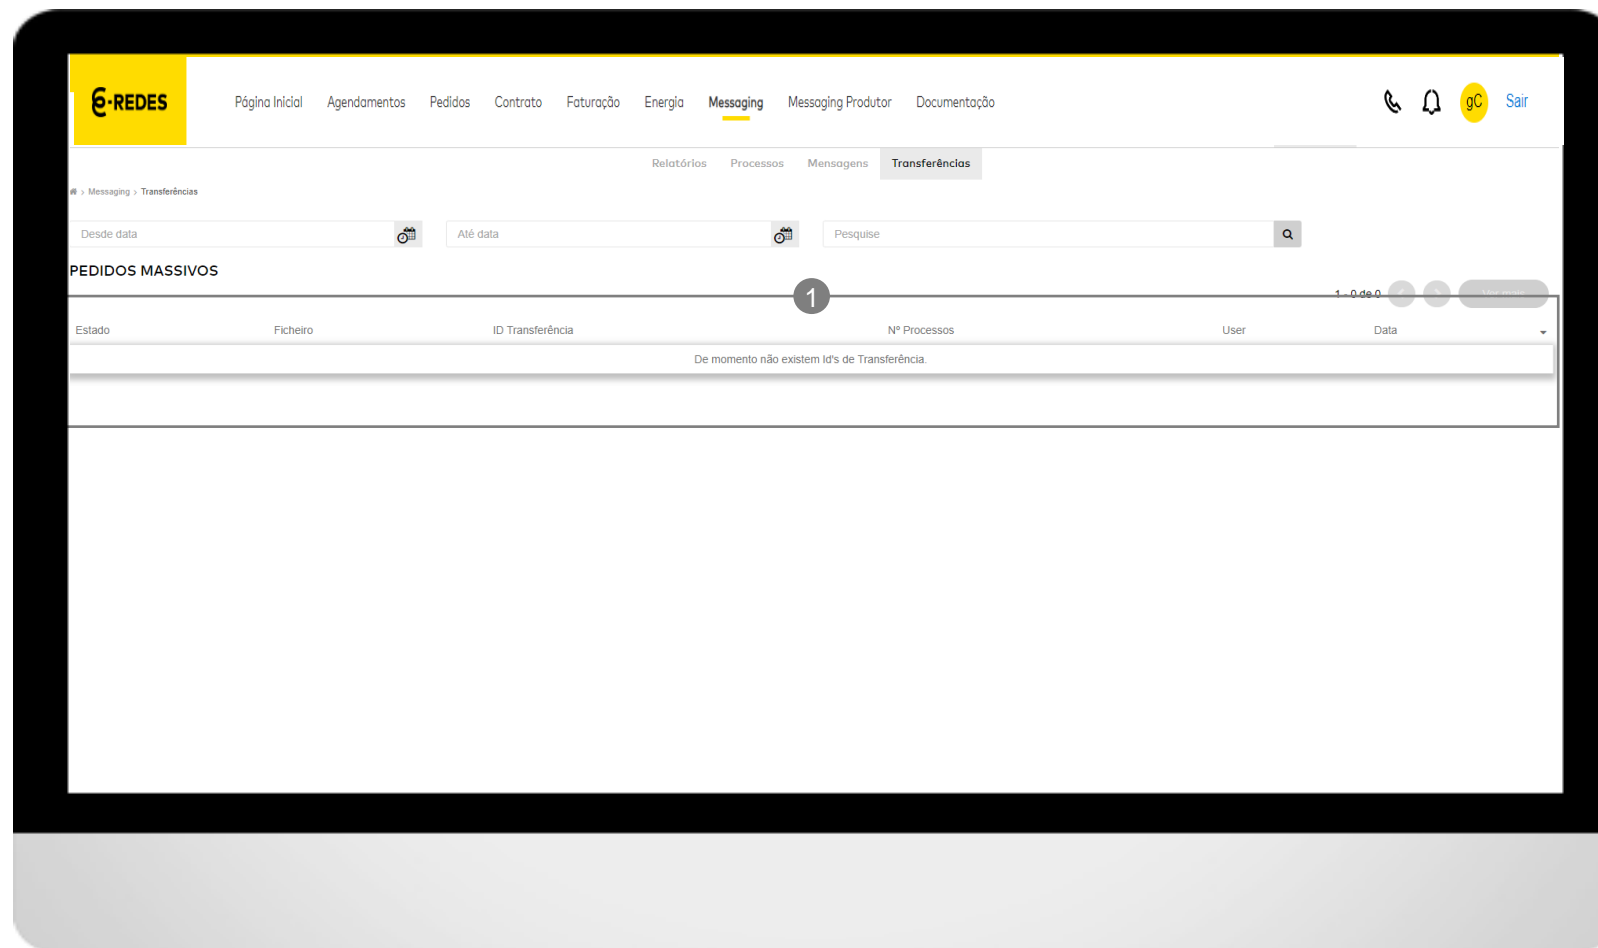 e-REDES
Página Inicial Agendamentos Pedidos Contrato Faturação Energia Messaging Messaging Produtor Documentação gC Sair
Relatórios Processos Mensagens Transferências
> Messaging > Transferências
Desde data Até data Pesquise
PEDIDOS MASSIVOS
1
1 - 0 de 0 < > Ver mais
Estado Ficheiro ID Transferência Nº Processos User Data
De momento não existem Id's de Transferência.